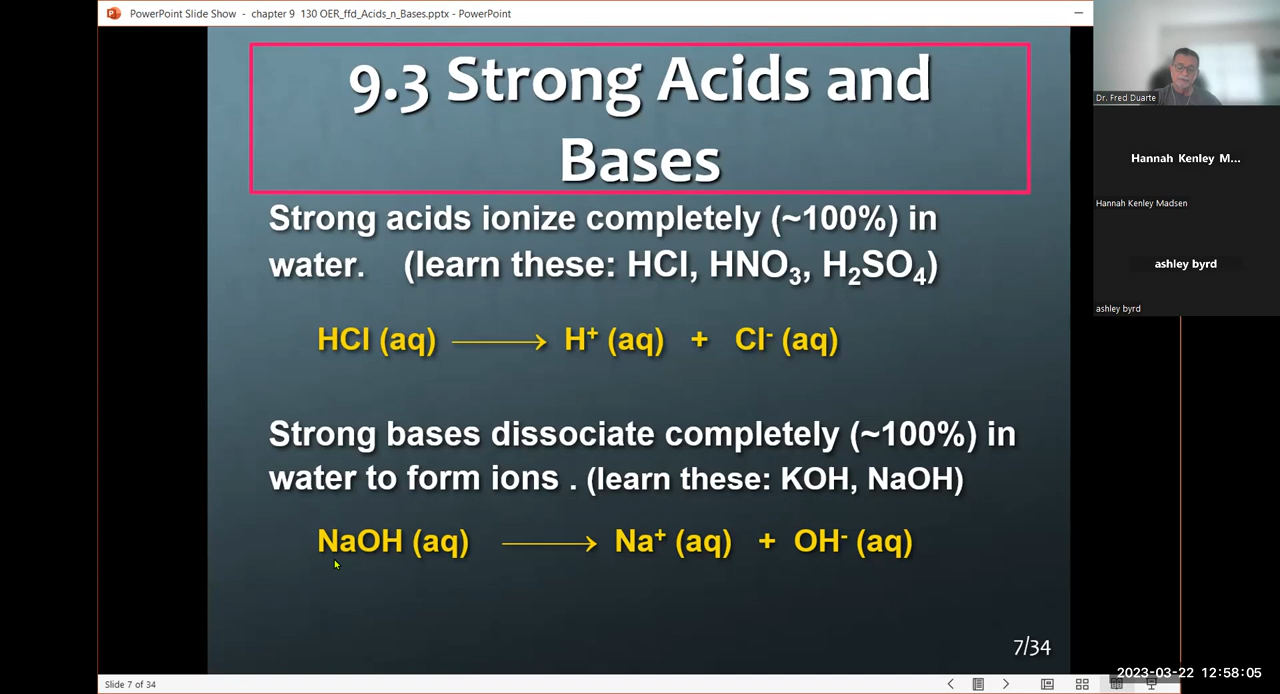 PowerPoint Slide Show - chapter 9 130 OER_ffd_Acids_n_Bases.pptx - PowerPoint
9.3 Strong Acids and
Bases
Strong acids ionize completely (~100%) in
water. (learn these: HCl, HNO₃, H₂SO₄)
HCl (aq) ⟶ H⁺ (aq) + Cl⁻ (aq)
Strong bases dissociate completely (~100%) in
water to form ions . (learn these: KOH, NaOH)
NaOH (aq) ⟶ Na⁺ (aq) + OH⁻ (aq)
7/34
Slide 7 of 34
Dr. Fred Duarte
Hannah Kenley M...
Hannah Kenley Madsen
ashley byrd
ashley byrd
2023-03-22 12:58:05